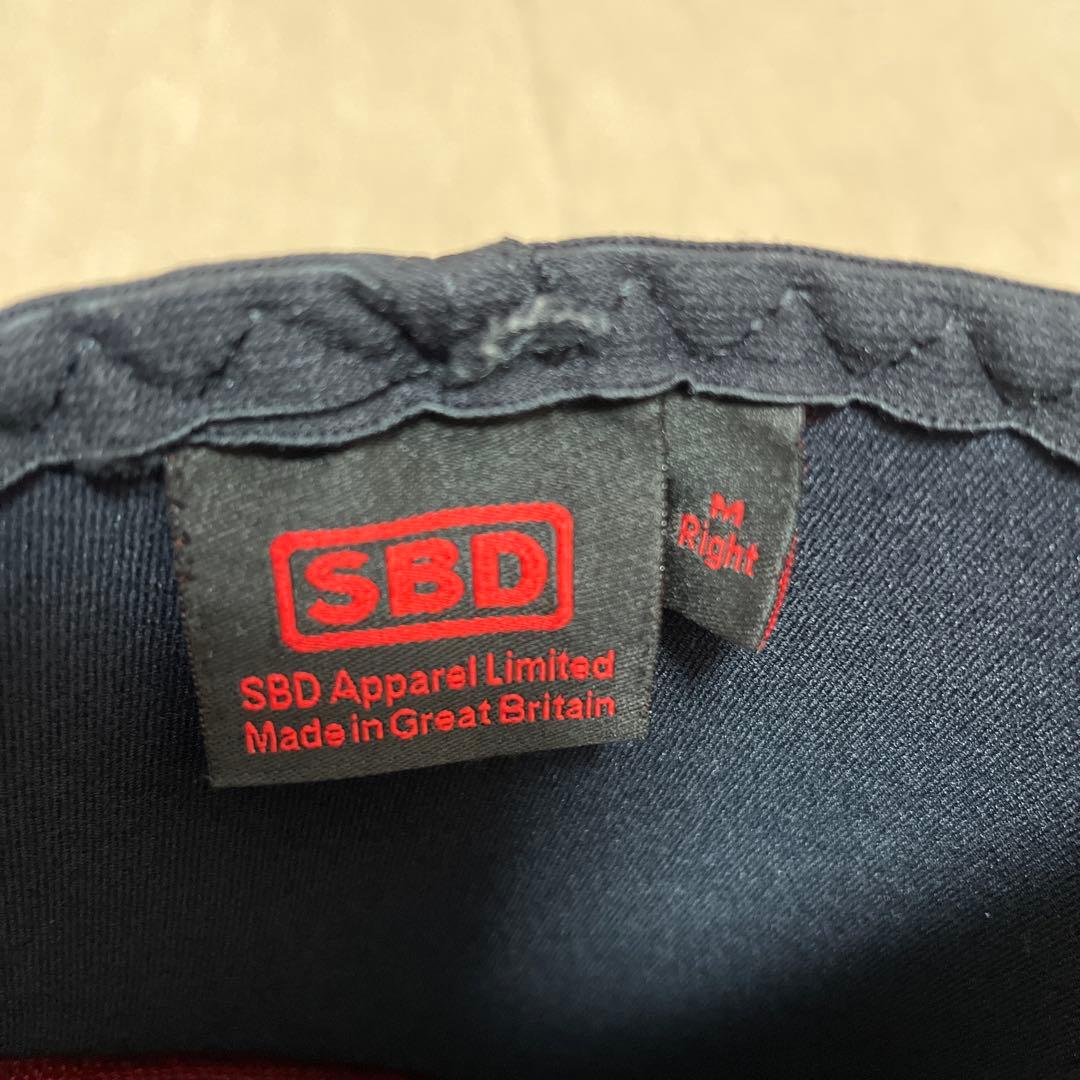 SBD
SBD Apparel Limited
Made in Great Britain
M
Right